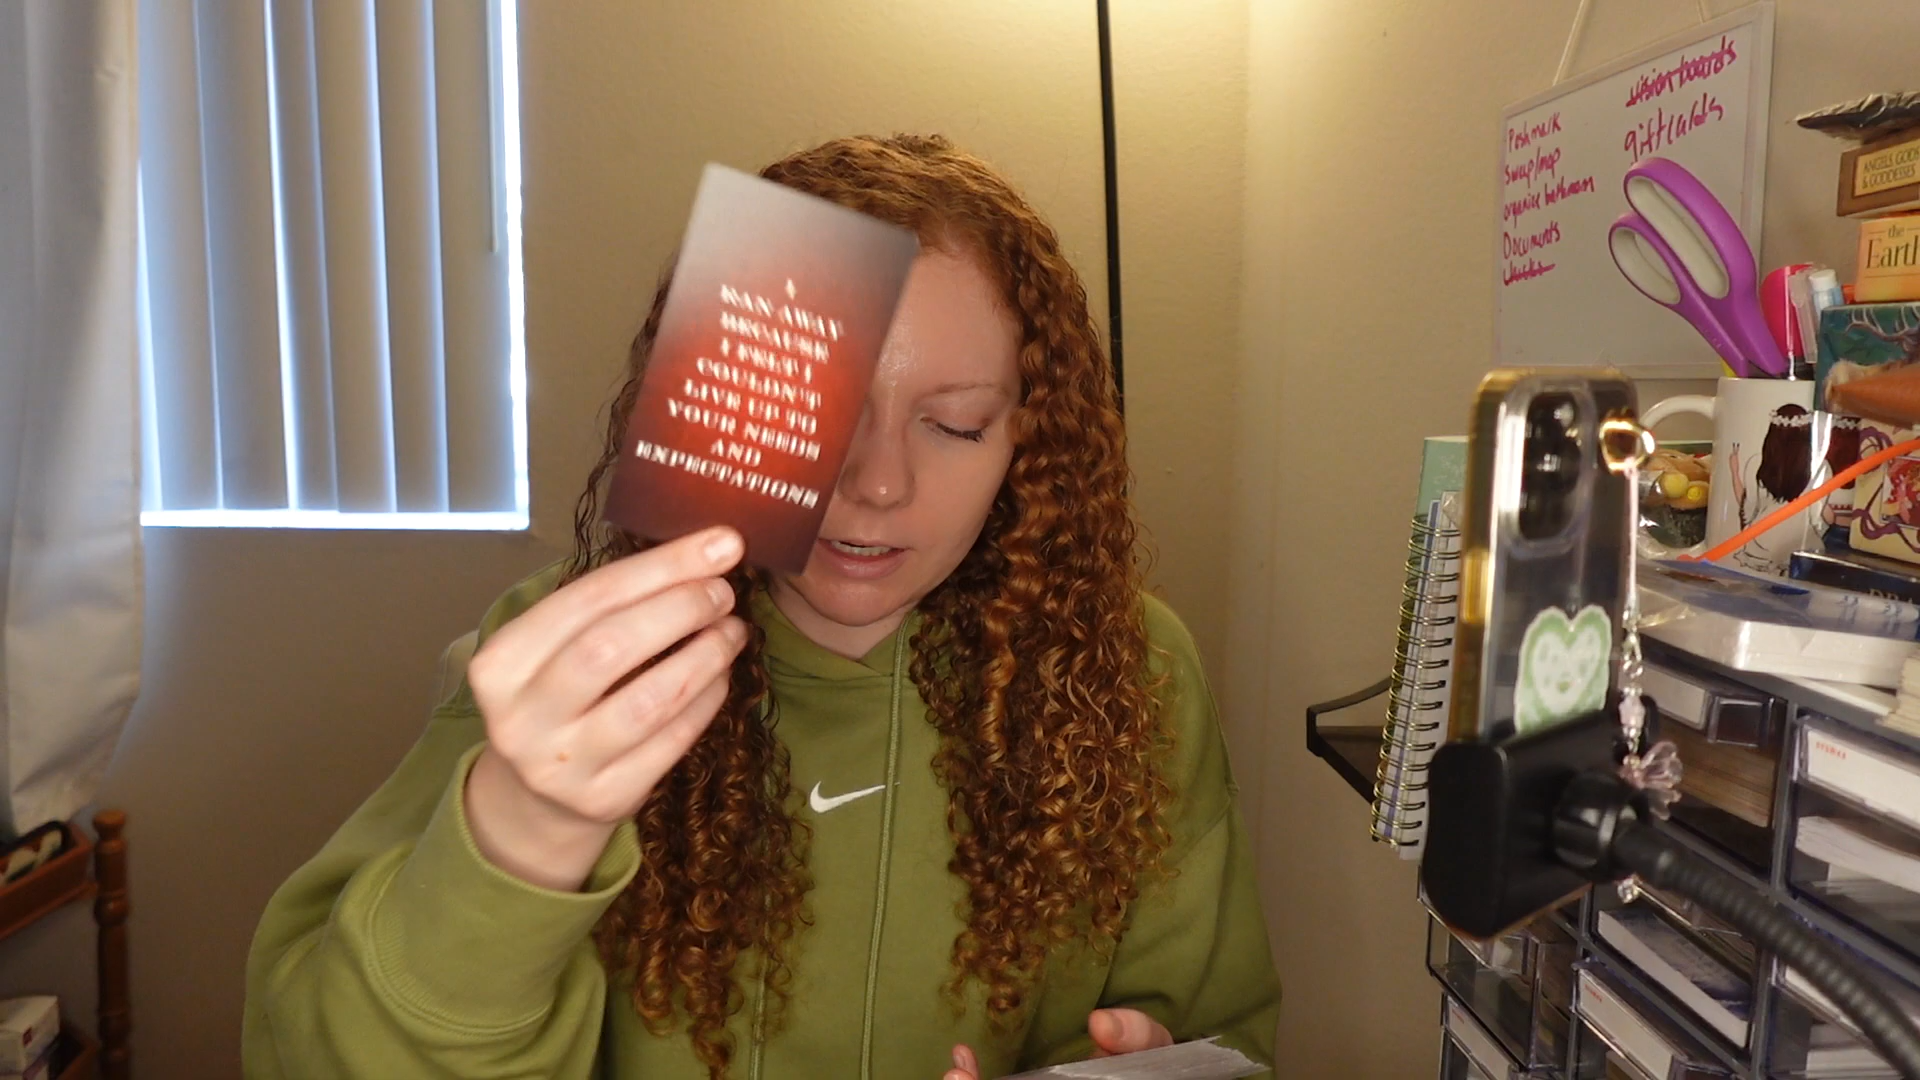 I
RAN AWAY
BECAUSE
I FELT I
COULDN'T
LIVE UP TO
YOUR NEEDS
AND
EXPECTATIONS
vision boards
gift cards
Poshmark
swap/mop
organize bathroom
Documents
ANGELS, GODS
& GODDESSES
the
Earth